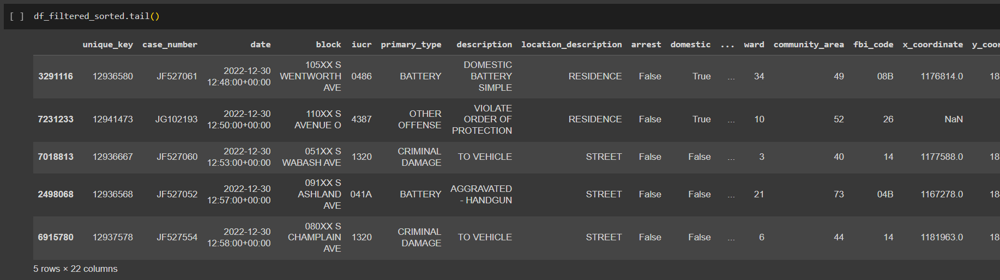 [ ] df_filtered_sorted.tail()
unique_key case_number date block iucr primary_type description location_description arrest domestic ... ward community_area fbi_code x_coordinate y_coor
3291116 12936580 JF527061 2022-12-30 12:48:00+00:00 105XX S WENTWORTH AVE 0486 BATTERY DOMESTIC BATTERY SIMPLE RESIDENCE False True ... 34 49 08B 1176814.0 18
7231233 12941473 JG102193 2022-12-30 12:50:00+00:00 110XX S AVENUE O 4387 OTHER OFFENSE VIOLATE ORDER OF PROTECTION RESIDENCE False True ... 10 52 26 NaN
7018813 12936667 JF527060 2022-12-30 12:53:00+00:00 051XX S WABASH AVE 1320 CRIMINAL DAMAGE TO VEHICLE STREET False False ... 3 40 14 1177588.0 18
2498068 12936568 JF527052 2022-12-30 12:57:00+00:00 091XX S ASHLAND AVE 041A BATTERY AGGRAVATED - HANDGUN STREET False False ... 21 73 04B 1167278.0 18
6915780 12937578 JF527554 2022-12-30 12:58:00+00:00 080XX S CHAMPLAIN AVE 1320 CRIMINAL DAMAGE TO VEHICLE STREET False False ... 6 44 14 1181963.0 18
5 rows × 22 columns